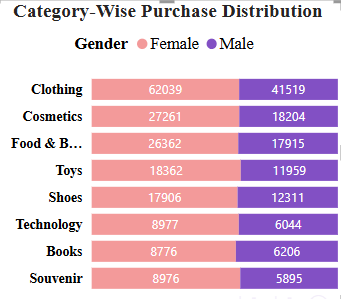 Category-Wise Purchase Distribution
Gender Female Male
Clothing 62039 41519
Cosmetics 27261 18204
Food & B... 26362 17915
Toys 18362 11959
Shoes 17906 12311
Technology 8977 6044
Books 8776 6206
Souvenir 8976 5895